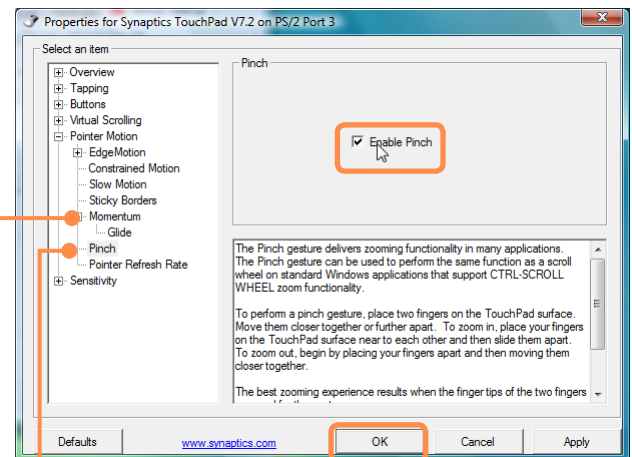 Properties for Synaptics TouchPad V7.2 on PS/2 Port 3
Select an item
Overview
Tapping
Buttons
Virtual Scrolling
Pointer Motion
EdgeMotion
Constrained Motion
Slow Motion
Sticky Borders
Momentum
Glide
Pinch
Pointer Refresh Rate
Sensitivity
Pinch
Enable Pinch
The Pinch gesture delivers zooming functionality in many applications.
The Pinch gesture can be used to perform the same function as a scroll
wheel on standard Windows applications that support CTRL-SCROLL
WHEEL zoom functionality.
To perform a pinch gesture, place two fingers on the TouchPad surface.
Move them closer together or further apart. To zoom in, place your fingers
on the TouchPad surface near to each other and then slide them apart.
To zoom out, begin by placing your fingers apart and then moving them
closer together.
The best zooming experience results when the finger tips of the two fingers
Defaults
www.synaptics.com
OK
Cancel
Apply